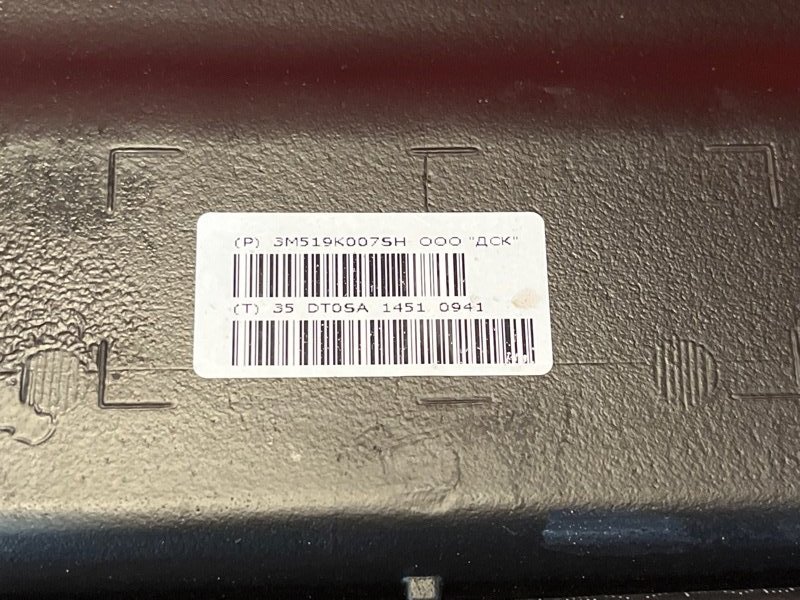 (P) 3M519K007SH ООО "ДСК"
(T) 35 DT0SA 1451 0941